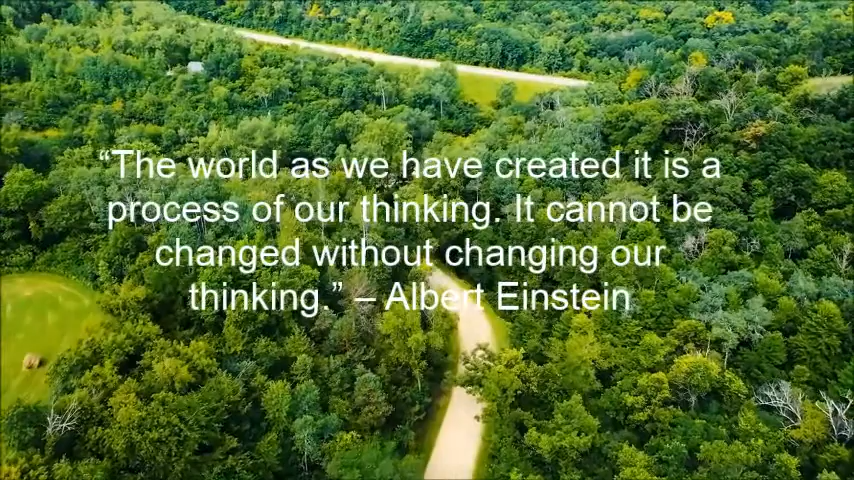 “The world as we have created it is a
process of our thinking. It cannot be
changed without changing our
thinking.” – Albert Einstein